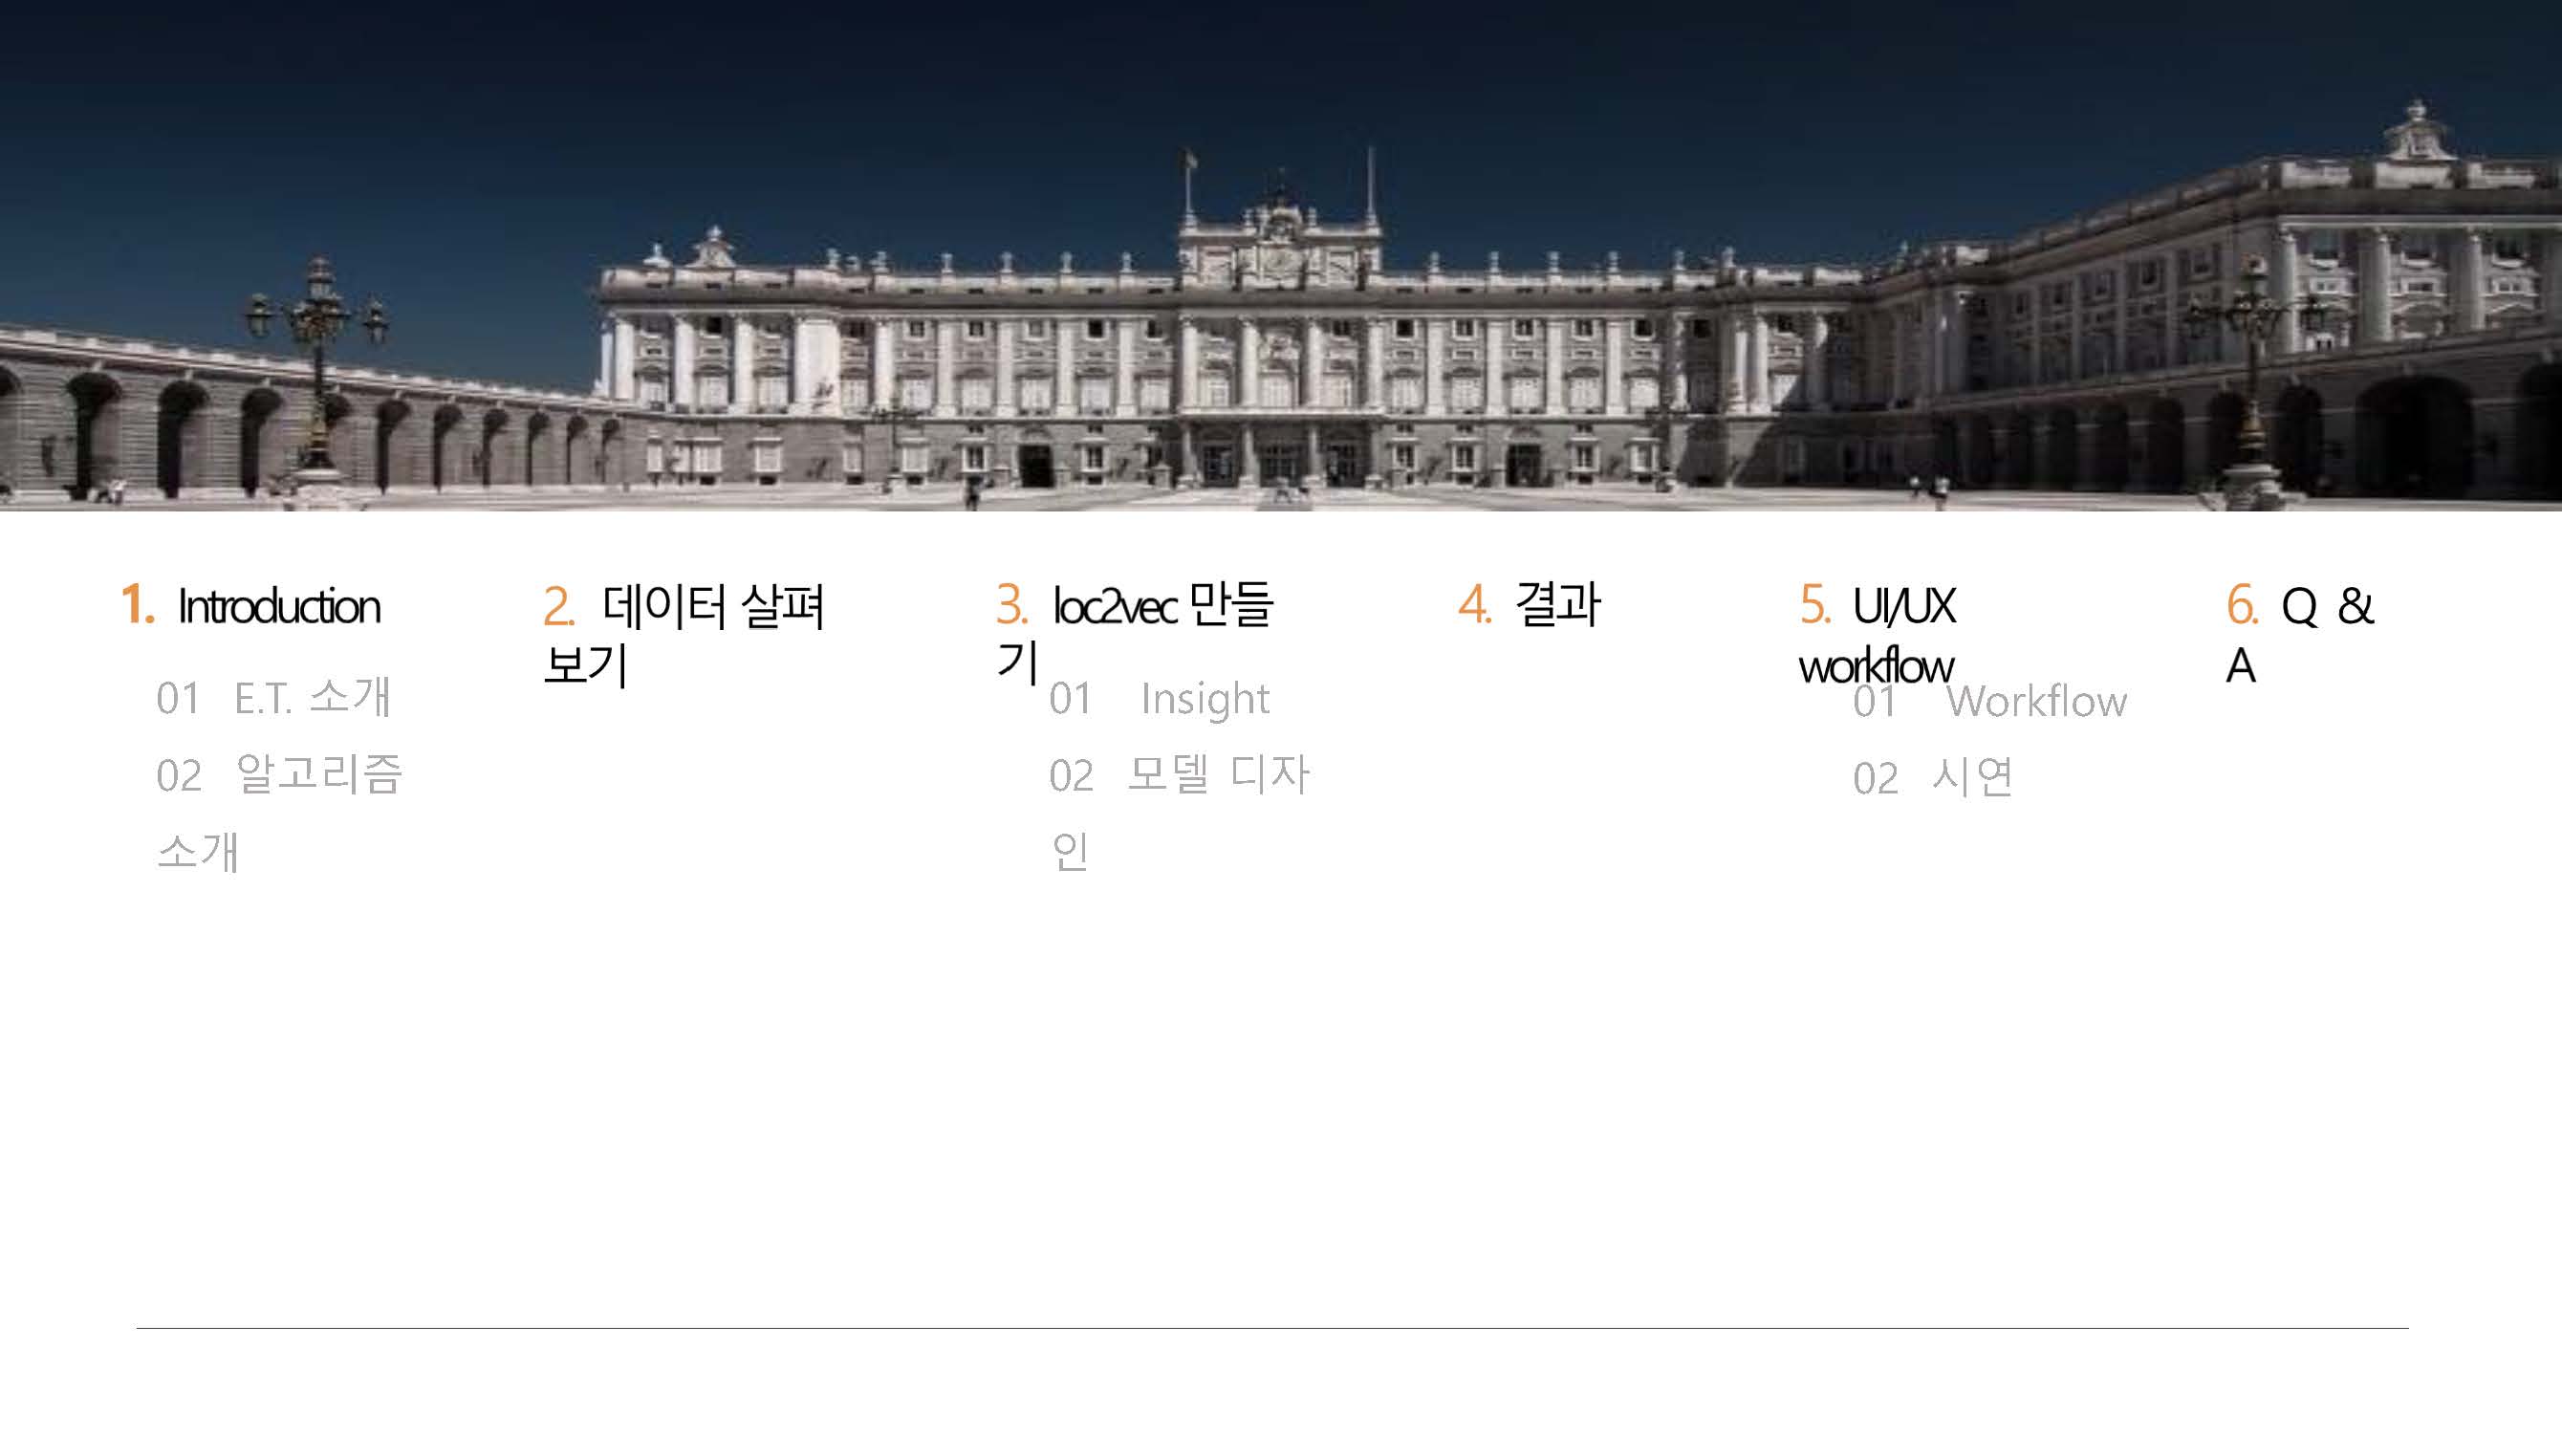 1. Introduction
01 E.T. 소개
02 알고리즘
소개
2. 데이터 살펴
보기
3. loc2vec 만들
기
01 Insight
02 모델 디자
인
4. 결과
5. UI/UX
workflow
01 Workflow
02 시연
6. Q &
A